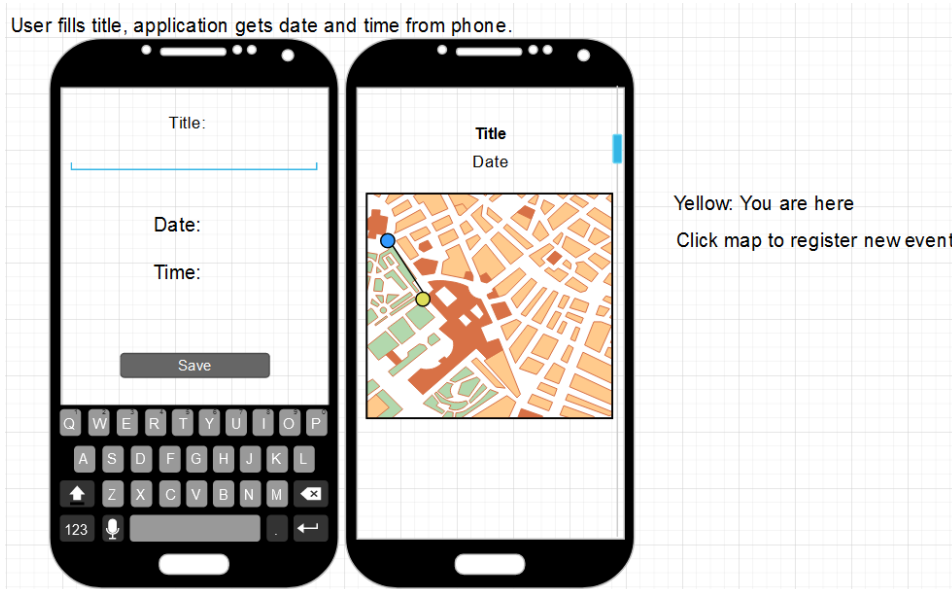 User fills title, application gets date and time from phone.
Title:
Date:
Time:
Save
Q W E R T Y U I O P
A S D F G H J K L
Z X C V B N M
123 .
Title
Date
Yellow: You are here
Click map to register new event